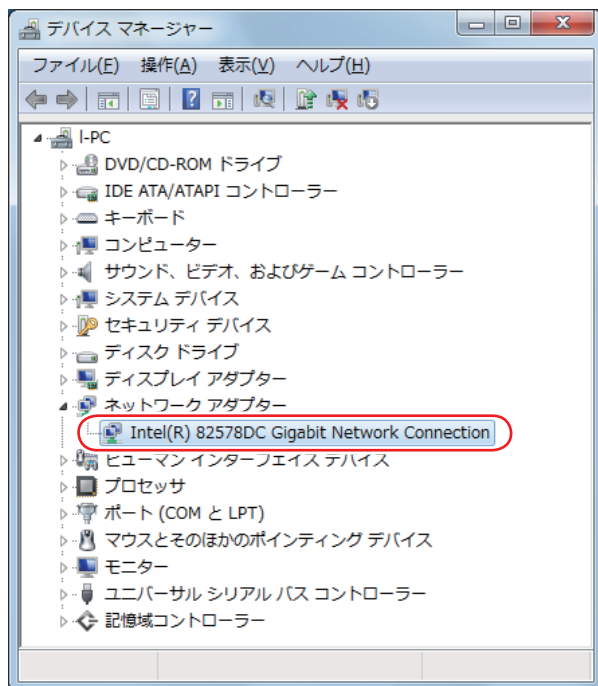 デバイス マネージャー
ファイル(F) 操作(A) 表示(V) ヘルプ(H)
I-PC
DVD/CD-ROM ドライブ
IDE ATA/ATAPI コントローラー
キーボード
コンピューター
サウンド、ビデオ、およびゲーム コントローラー
システム デバイス
セキュリティ デバイス
ディスク ドライブ
ディスプレイ アダプター
ネットワーク アダプター
Intel(R) 82578DC Gigabit Network Connection
ヒューマン インターフェイス デバイス
プロセッサ
ポート (COM と LPT)
マウスとそのほかのポインティング デバイス
モニター
ユニバーサル シリアル バス コントローラー
記憶域コントローラー